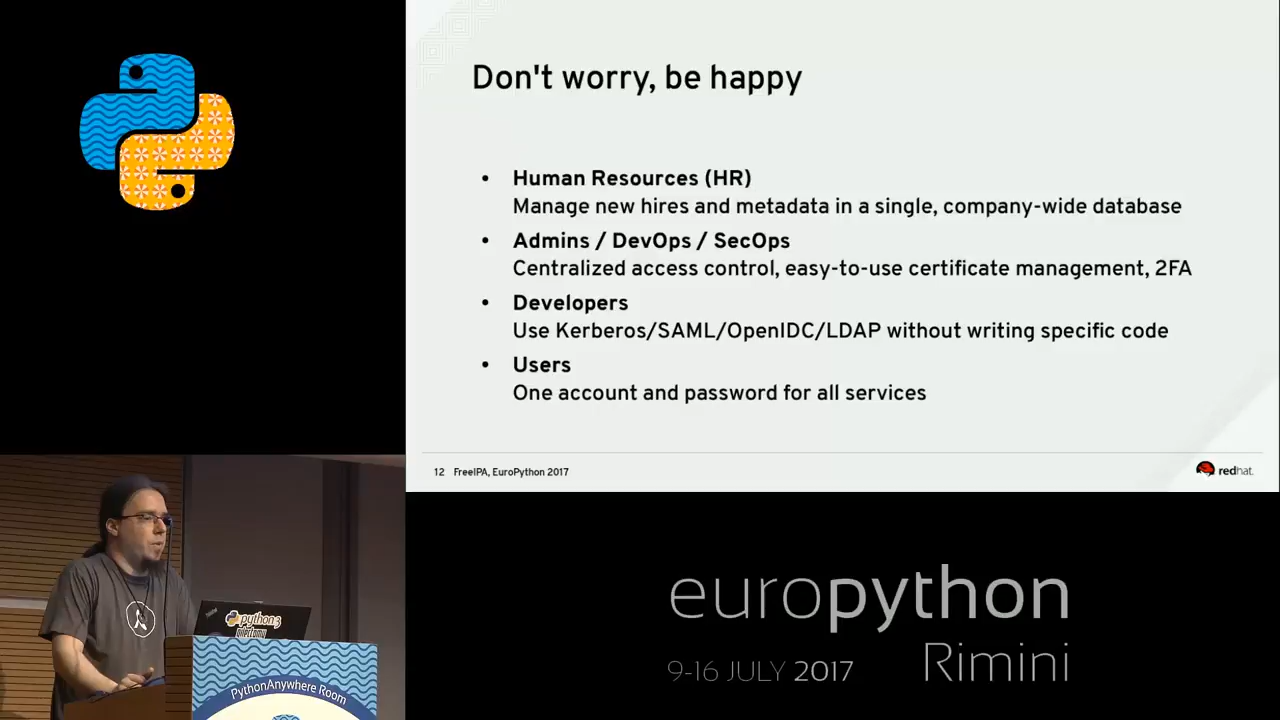 Don't worry, be happy
• Human Resources (HR)
Manage new hires and metadata in a single, company-wide database
• Admins / DevOps / SecOps
Centralized access control, easy-to-use certificate management, 2FA
• Developers
Use Kerberos/SAML/OpenIDC/LDAP without writing specific code
• Users
One account and password for all services
12 FreeIPA, EuroPython 2017
redhat.
python3
PythonAnywhere Room
europython
Rimini
9-16 JULY 2017